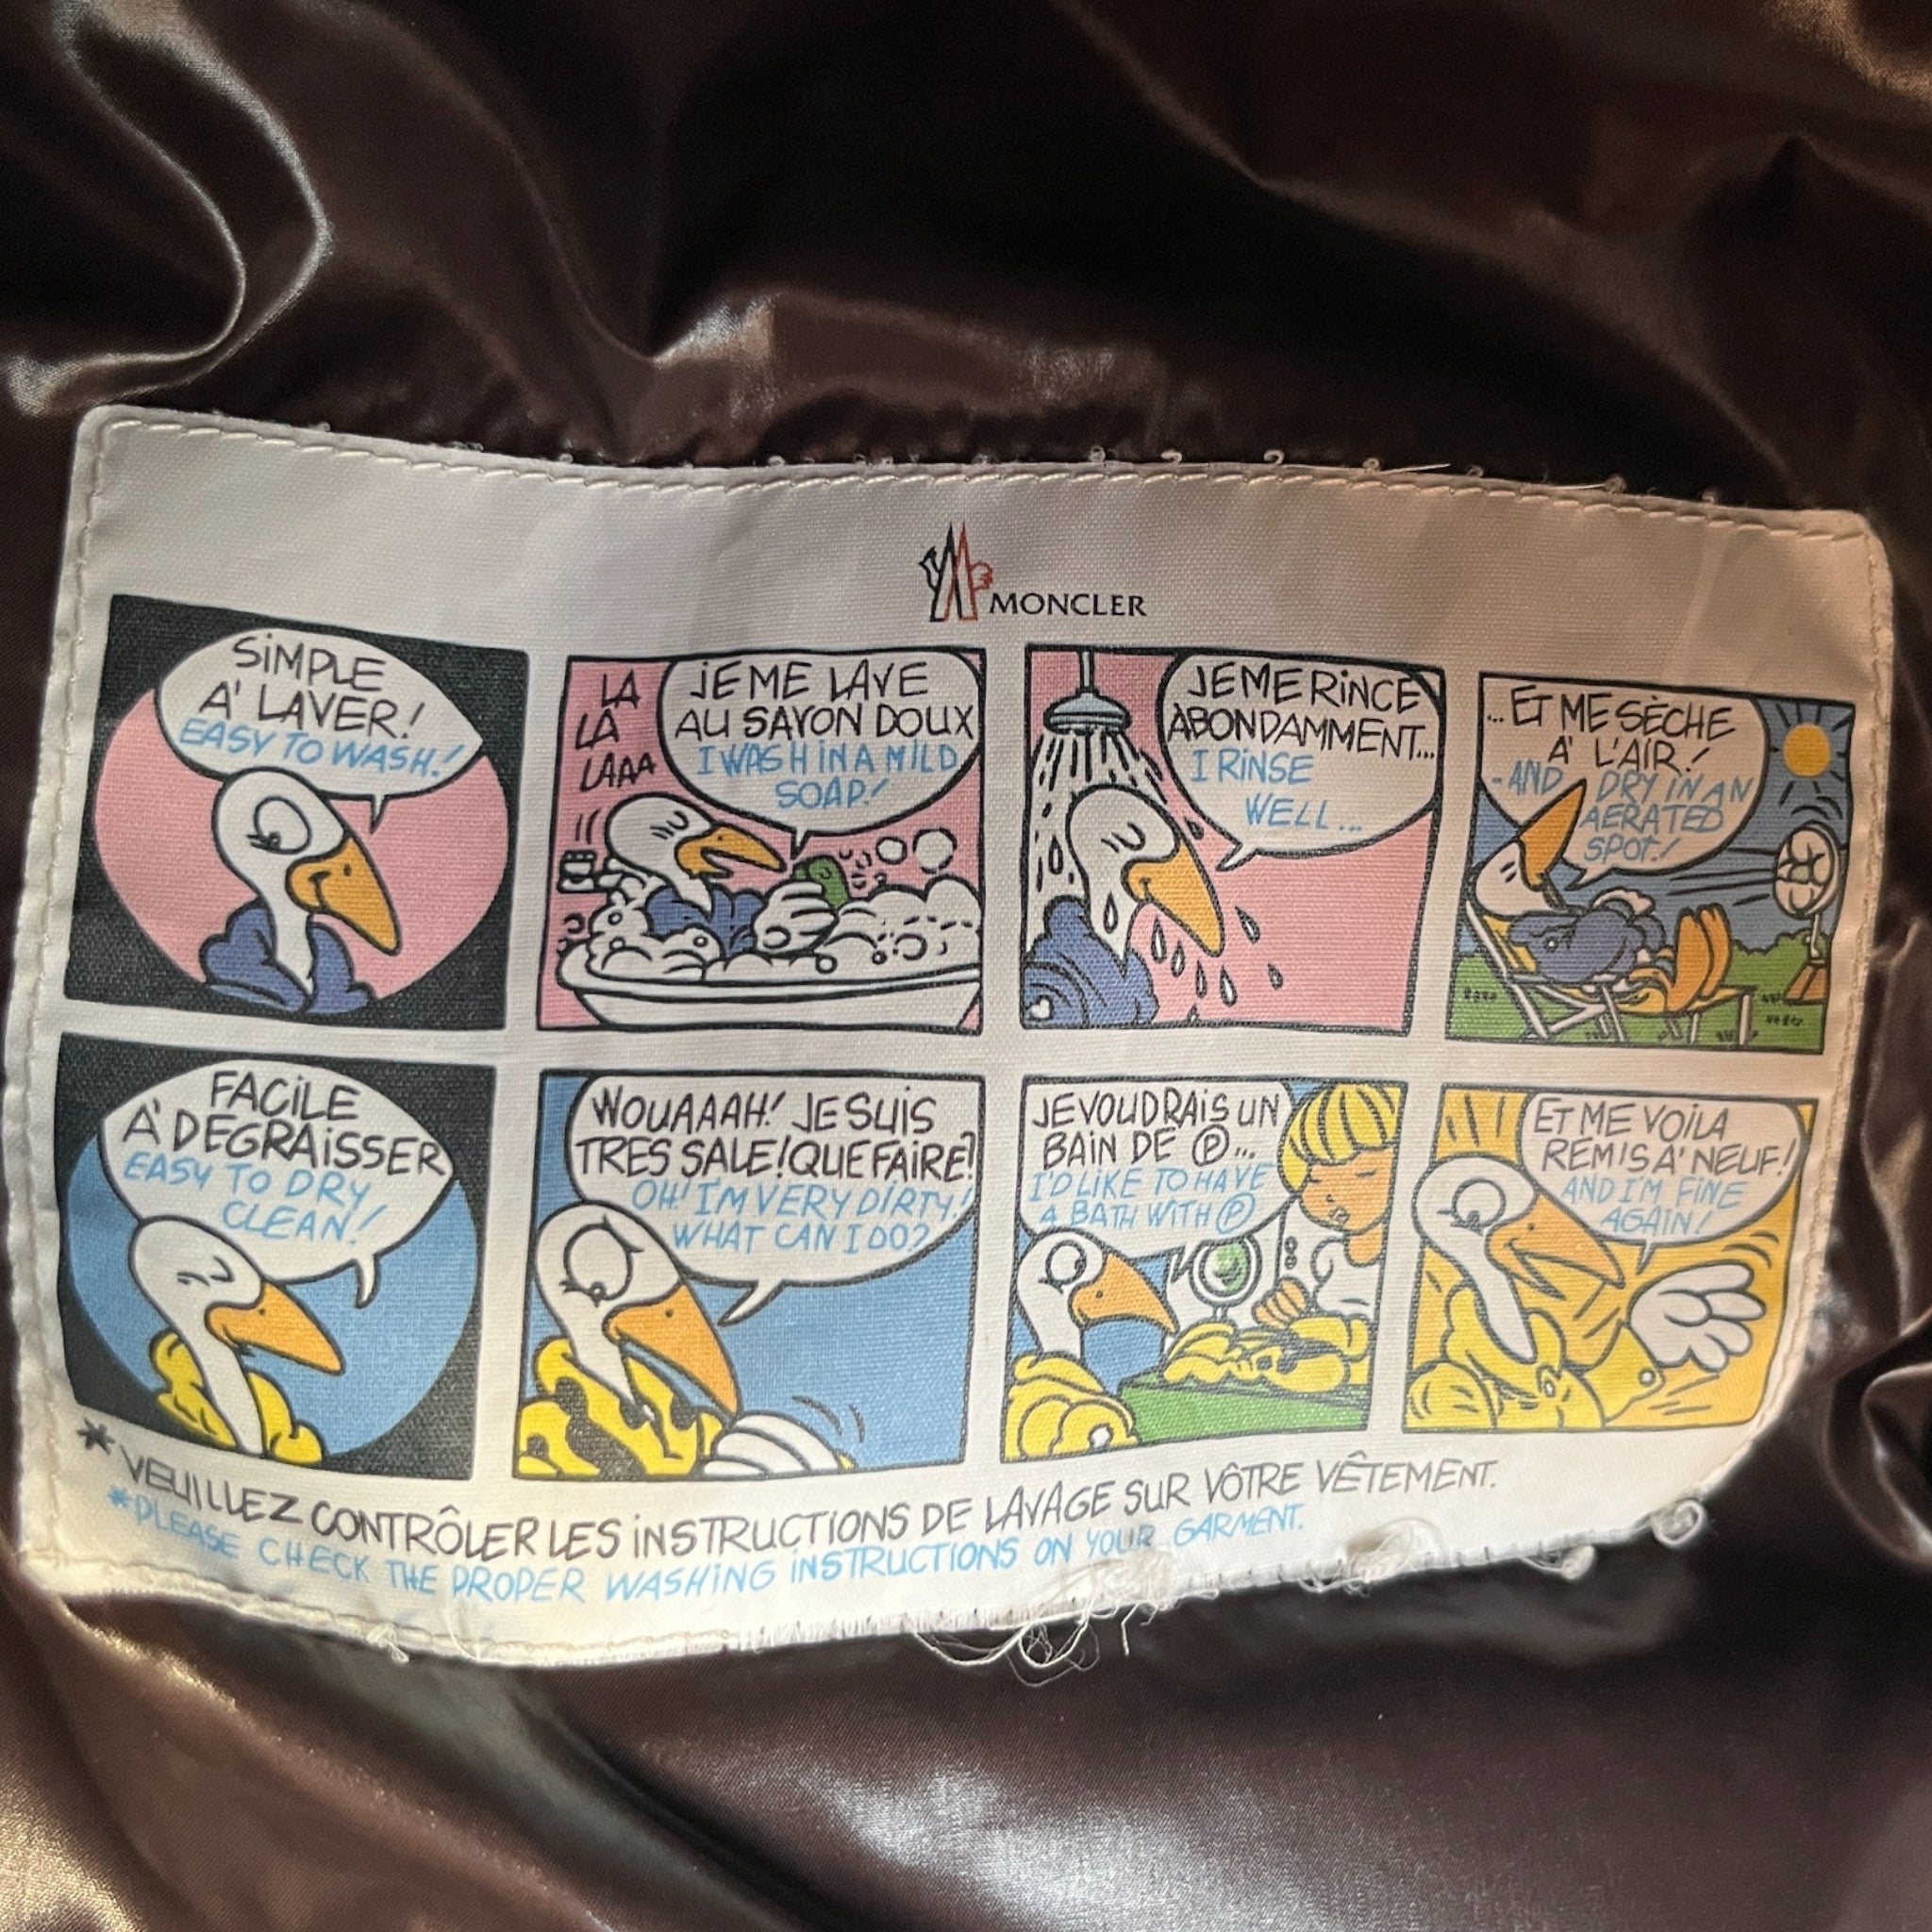 MONCLER
SiMPLE
A' LAVER!
EASY TO WASH!
LA
LA
LAAA
JE ME LAVE
AU SAVON DOUX
I WASH IN A MILD
SOAP!
JE ME RINCE
ABONDAMMENT...
I RINSE
WELL...
...ET ME SÈCHE
A' L'AIR!
-AND DRY IN AN
AERATED
SPOT!
FACILE
A' DEGRAISSER
EASY TO DRY
CLEAN!
WOUAAAH! JE SUIS
TRES SALE! QUE FAIRE?
OH! I'M VERY DIRTY!
WHAT CAN I DO?
JE VOUDRAIS UN
BAIN DE Ⓟ...
I'D LIKE TO HAVE
A BATH WITH Ⓟ
ET ME VOILA
REMIS A' NEUF!
AND I'M FINE
AGAIN!
* VEUILLEZ CONTRÔLER LES INSTRUCTIONS DE LAVAGE SUR VÔTRE VÊTEMENT.
*PLEASE CHECK THE PROPER WASHING INSTRUCTIONS ON YOUR GARMENT.